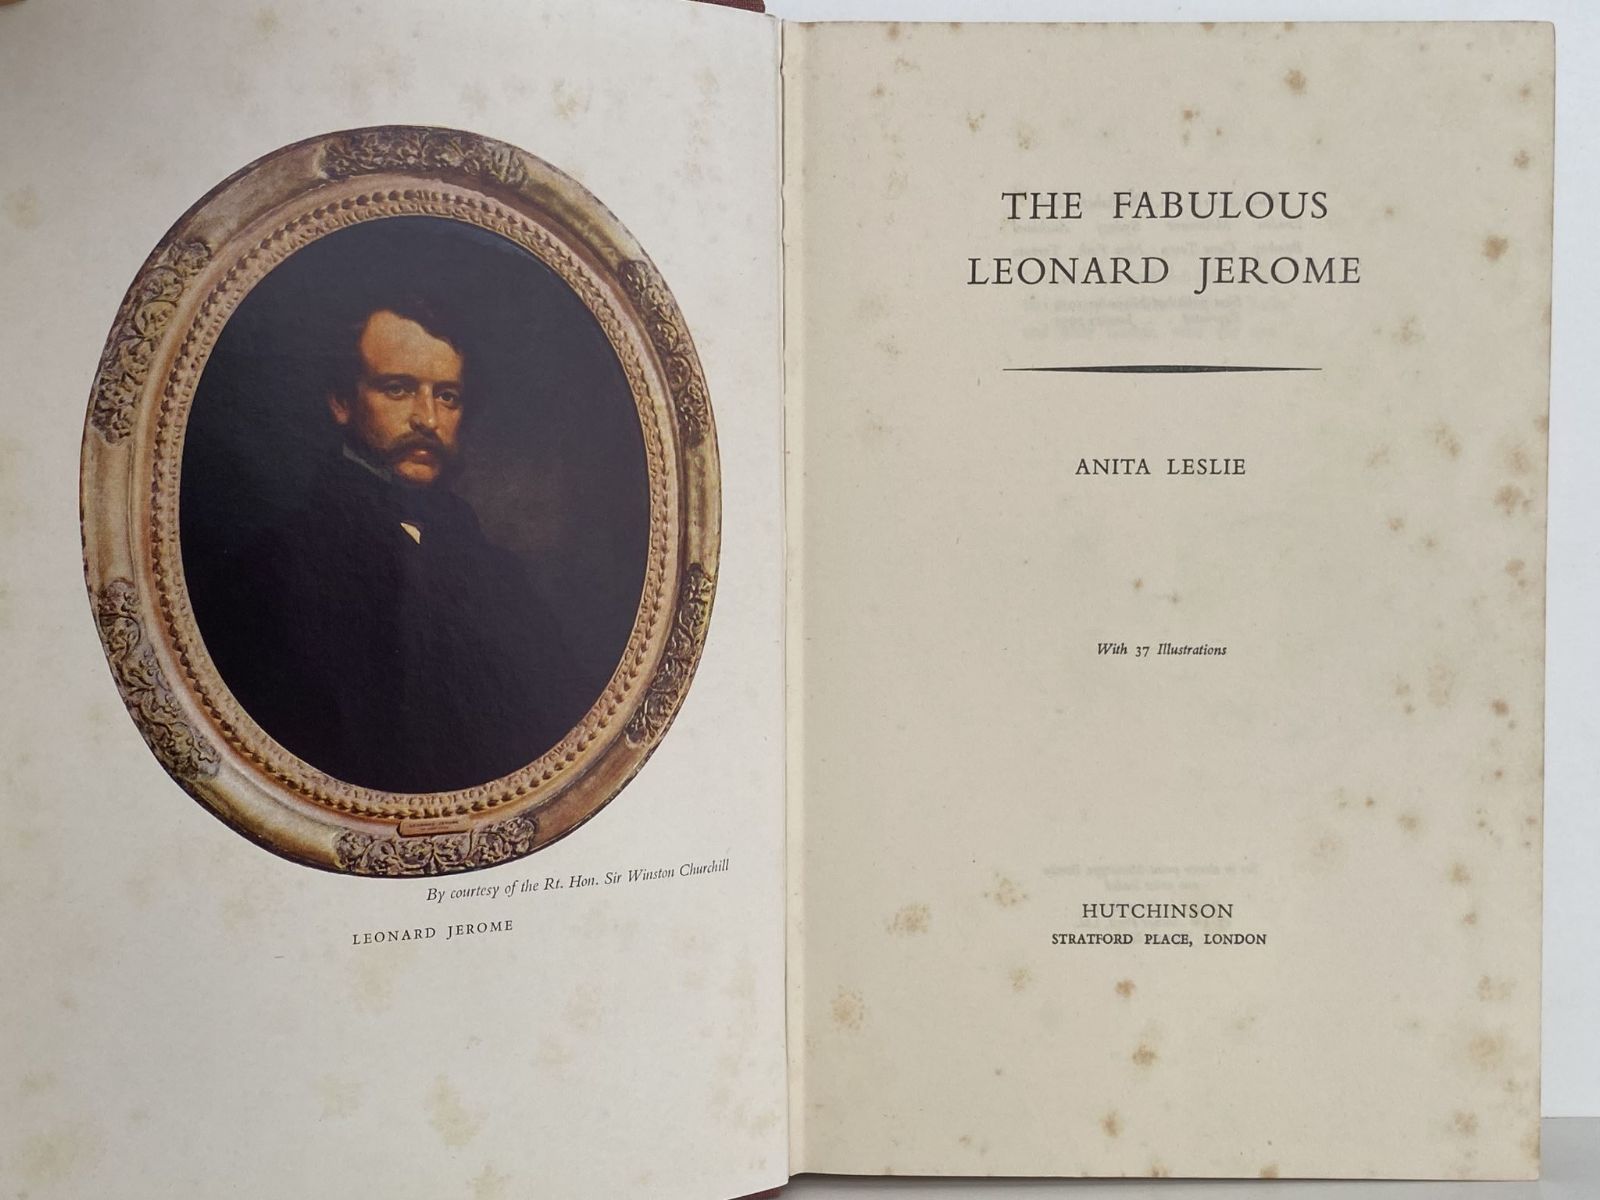 By courtesy of the Rt. Hon. Sir Winston Churchill
LEONARD JEROME
THE FABULOUS
LEONARD JEROME
ANITA LESLIE
With 37 Illustrations
HUTCHINSON
STRATFORD PLACE, LONDON